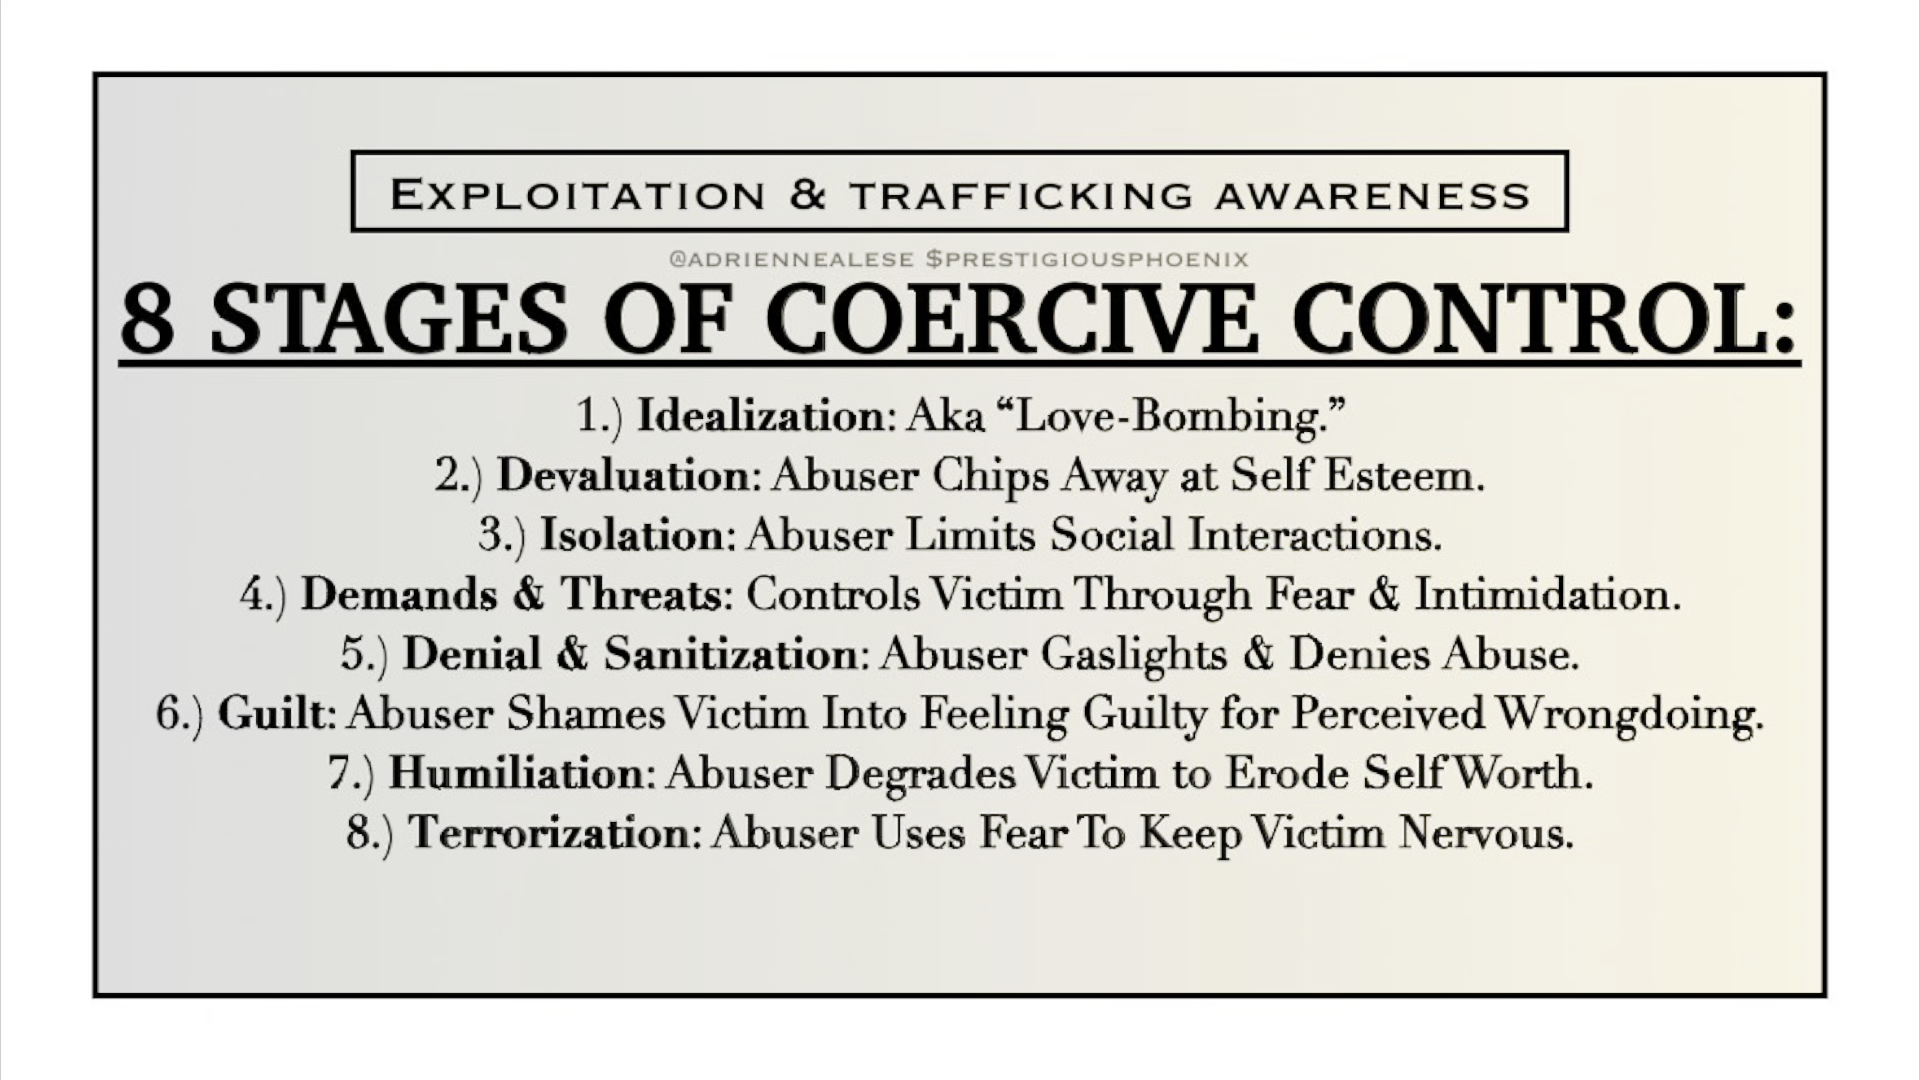 EXPLOITATION & TRAFFICKING AWARENESS
@ADRIENNEALESE $PRESTIGIOUSPHOENIX
8 STAGES OF COERCIVE CONTROL:
1.) Idealization: Aka “Love-Bombing.”
2.) Devaluation: Abuser Chips Away at Self Esteem.
3.) Isolation: Abuser Limits Social Interactions.
4.) Demands & Threats: Controls Victim Through Fear & Intimidation.
5.) Denial & Sanitization: Abuser Gaslights & Denies Abuse.
6.) Guilt: Abuser Shames Victim Into Feeling Guilty for Perceived Wrongdoing.
7.) Humiliation: Abuser Degrades Victim to Erode Self Worth.
8.) Terrorization: Abuser Uses Fear To Keep Victim Nervous.